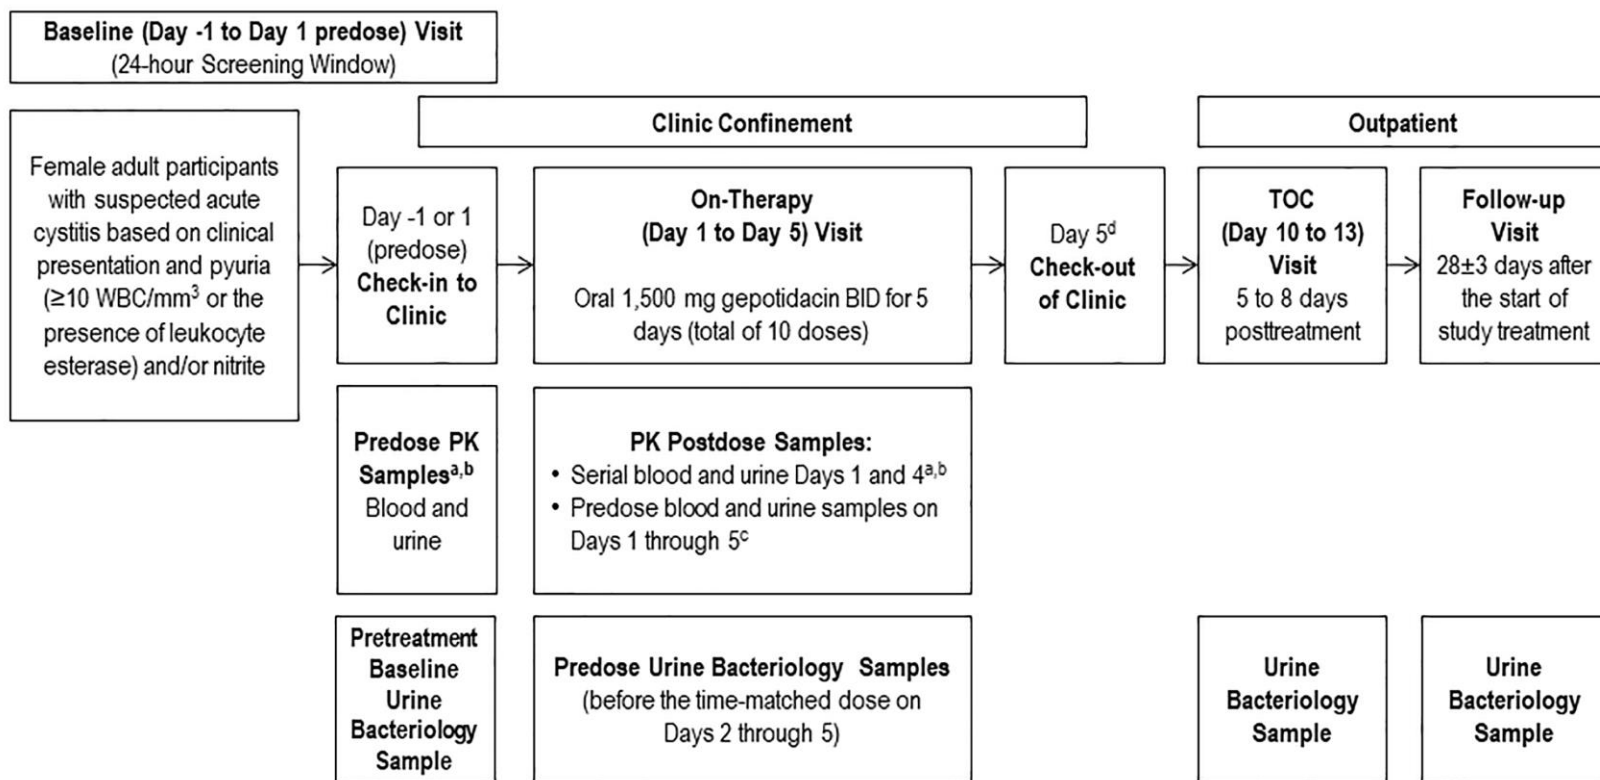 Baseline (Day -1 to Day 1 predose) Visit
(24-hour Screening Window)
Clinic Confinement
Outpatient
Female adult participants
with suspected acute
cystitis based on clinical
presentation and pyuria
(≥10 WBC/mm³ or the
presence of leukocyte
esterase) and/or nitrite
Day -1 or 1
(predose)
Check-in to
Clinic
On-Therapy
(Day 1 to Day 5) Visit
Oral 1,500 mg gepotidacin BID for 5
days (total of 10 doses)
Day 5ᵈ
Check-out
of Clinic
TOC
(Day 10 to 13)
Visit
5 to 8 days
posttreatment
Follow-up
Visit
28±3 days after
the start of
study treatment
Predose PK
Samplesᵃ,ᵇ
Blood and
urine
PK Postdose Samples:
• Serial blood and urine Days 1 and 4ᵃ,ᵇ
• Predose blood and urine samples on
Days 1 through 5ᶜ
Pretreatment
Baseline
Urine
Bacteriology
Sample
Predose Urine Bacteriology Samples
(before the time-matched dose on
Days 2 through 5)
Urine
Bacteriology
Sample
Urine
Bacteriology
Sample